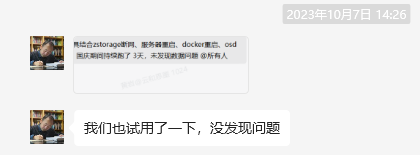 2023年10月7日 14:26
结合zstorage断网、服务器重启、docker重启、osd
国庆期间持续跑了 3天，未发现数据问题 @所有人
我们也试用了一下，没发现问题